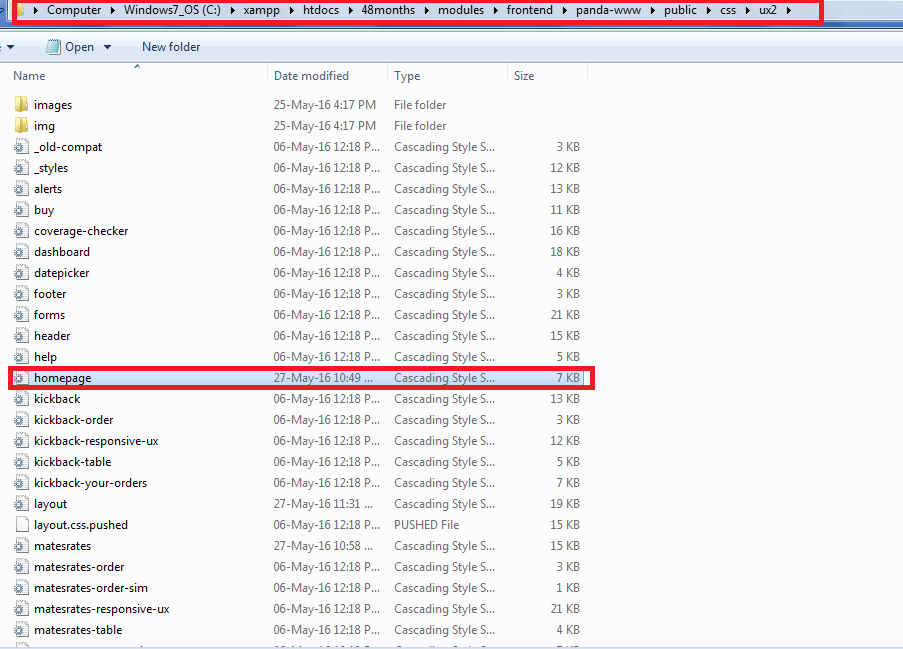 Computer Windows7_OS (C:) xampp htdocs 48months modules frontend panda-www public css ux2
Open New folder
Name Date modified Type Size
images 25-May-16 4:17 PM File folder
img 25-May-16 4:17 PM File folder
_old-compat 06-May-16 12:18 P... Cascading Style S... 3 KB
_styles 06-May-16 12:18 P... Cascading Style S... 12 KB
alerts 06-May-16 12:18 P... Cascading Style S... 13 KB
buy 06-May-16 12:18 P... Cascading Style S... 11 KB
coverage-checker 06-May-16 12:18 P... Cascading Style S... 16 KB
dashboard 06-May-16 12:18 P... Cascading Style S... 18 KB
datepicker 06-May-16 12:18 P... Cascading Style S... 4 KB
footer 06-May-16 12:18 P... Cascading Style S... 3 KB
forms 06-May-16 12:18 P... Cascading Style S... 21 KB
header 06-May-16 12:18 P... Cascading Style S... 15 KB
help 06-May-16 12:18 P... Cascading Style S... 5 KB
homepage 27-May-16 10:49 ... Cascading Style S... 7 KB
kickback 06-May-16 12:18 P... Cascading Style S... 13 KB
kickback-order 06-May-16 12:18 P... Cascading Style S... 3 KB
kickback-responsive-ux 06-May-16 12:18 P... Cascading Style S... 12 KB
kickback-table 06-May-16 12:18 P... Cascading Style S... 5 KB
kickback-your-orders 06-May-16 12:18 P... Cascading Style S... 7 KB
layout 27-May-16 11:31 ... Cascading Style S... 19 KB
layout.css.pushed 06-May-16 12:18 P... PUSHED File 15 KB
matesrates 27-May-16 10:58 ... Cascading Style S... 15 KB
matesrates-order 06-May-16 12:18 P... Cascading Style S... 3 KB
matesrates-order-sim 06-May-16 12:18 P... Cascading Style S... 1 KB
matesrates-responsive-ux 06-May-16 12:18 P... Cascading Style S... 21 KB
matesrates-table 06-May-16 12:18 P... Cascading Style S... 4 KB